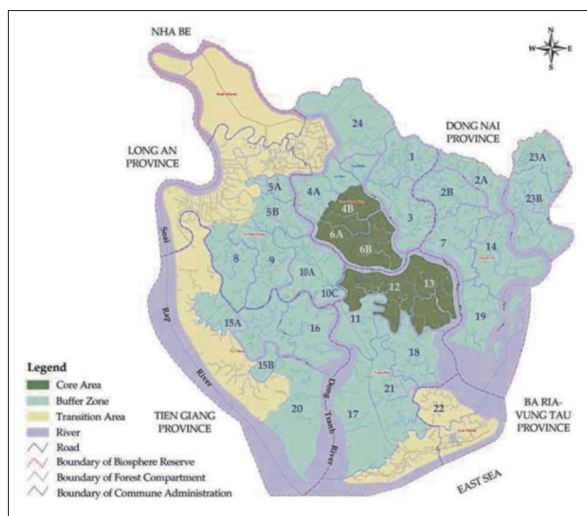 NHA BE
N
W E
S
24
DONG NAI
PROVINCE
LONG AN
PROVINCE
1
23A
2A
5A
4A
2B
23B
4B
5B
3
6A
7
14
8
9
6B
10A
12
13
10C
11
19
Soai
Rap
River
15A
16
18
15B
22
21
20
17
Dong
Tranh
River
TIEN GIANG
PROVINCE
BA RIA-
VUNG TAU
PROVINCE
EAST SEA
Legend
Core Area
Buffer Zone
Transition Area
River
Road
Boundary of Biosphere Reserve
Boundary of Forest Compartment
Boundary of Commune Administration